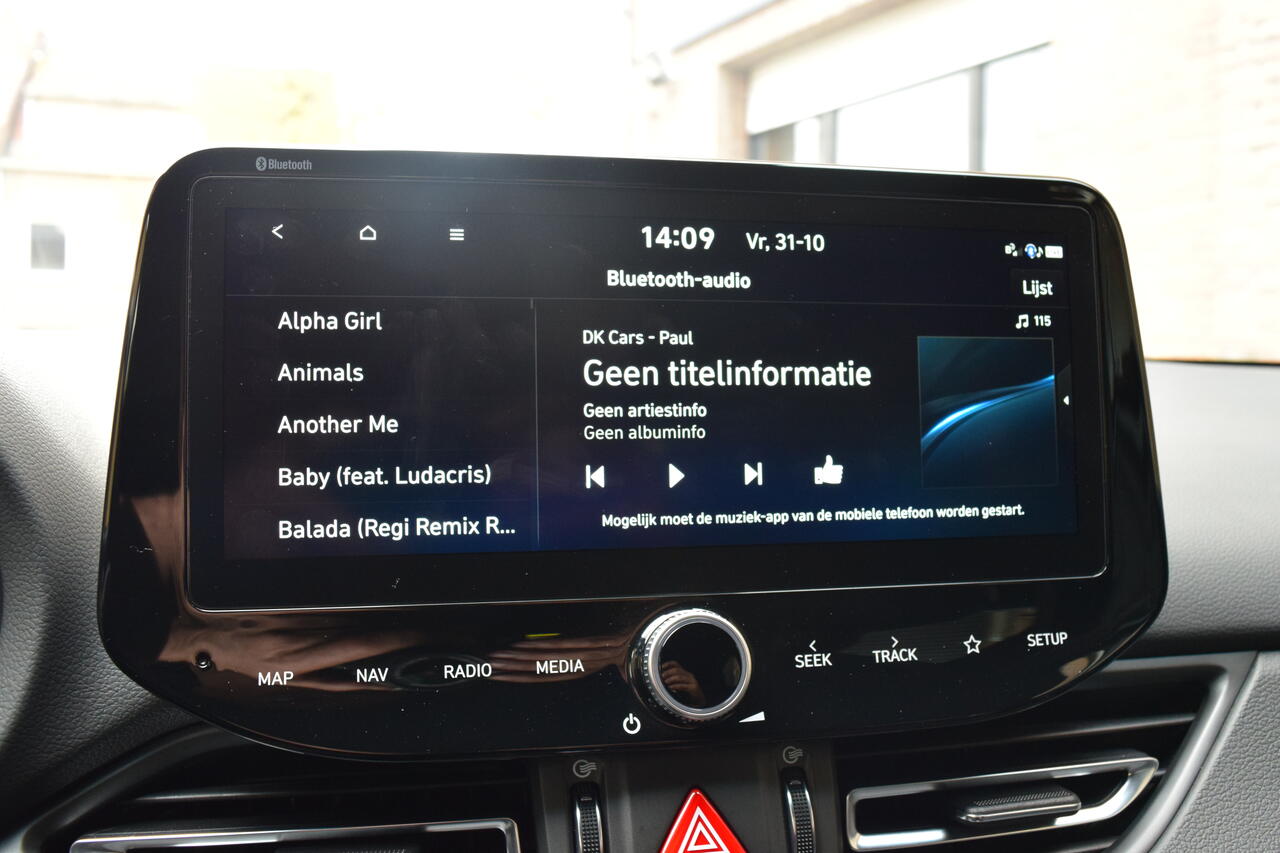 Bluetooth
14:09 Vr, 31-10
Bluetooth-audio
Lijst
115
Alpha Girl
Animals
Another Me
Baby (feat. Ludacris)
Balada (Regi Remix R...
DK Cars - Paul
Geen titelinformatie
Geen artiestinfo
Geen albuminfo
Mogelijk moet de muziek-app van de mobiele telefoon worden gestart.
MAP NAV RADIO MEDIA
SEEK TRACK SETUP